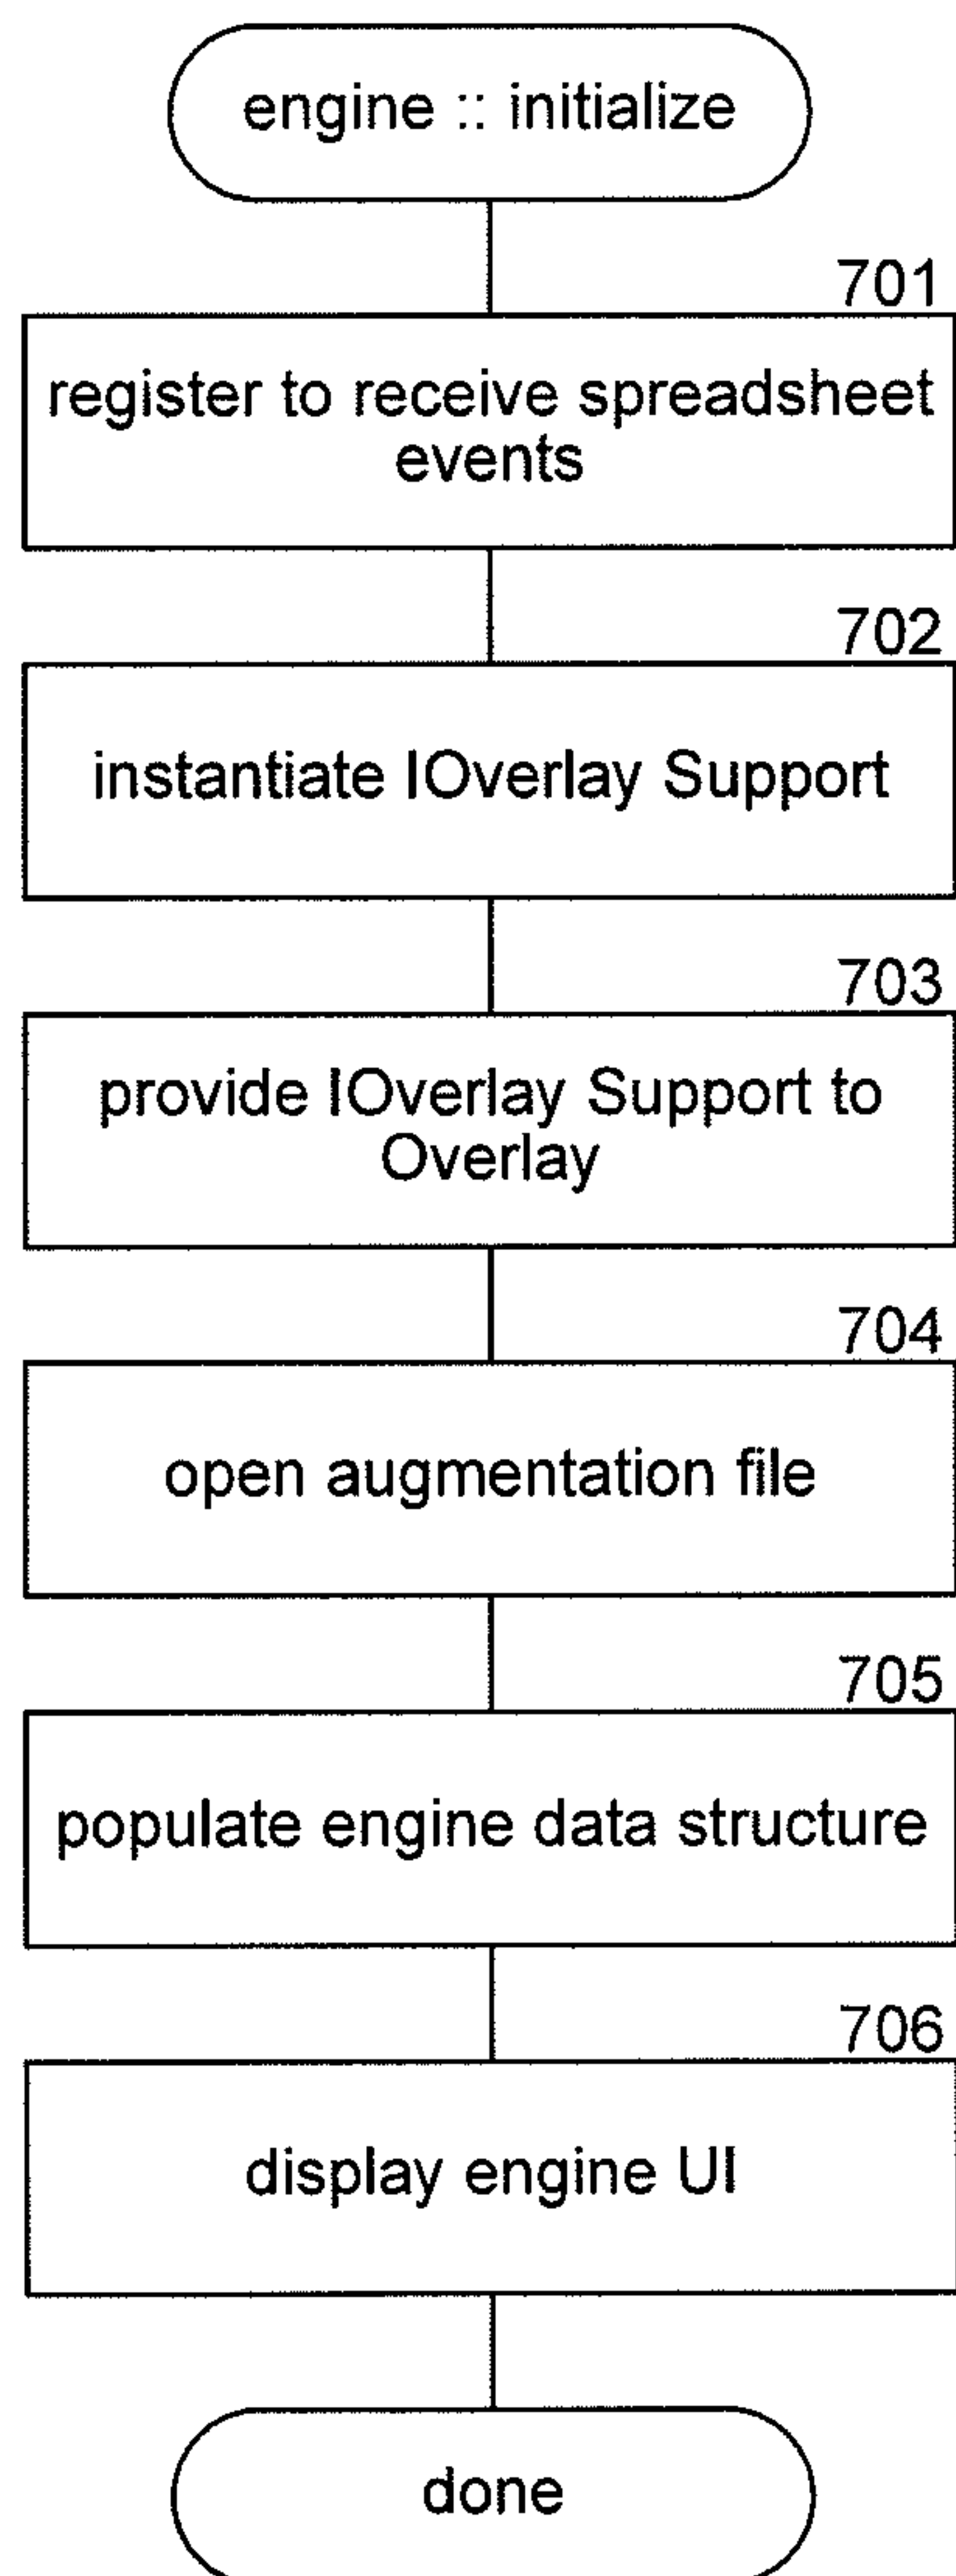 engine :: initialize
701
register to receive spreadsheet
events
702
instantiate IOverlay Support
703
provide IOverlay Support to
Overlay
704
open augmentation file
705
populate engine data structure
706
display engine UI
done